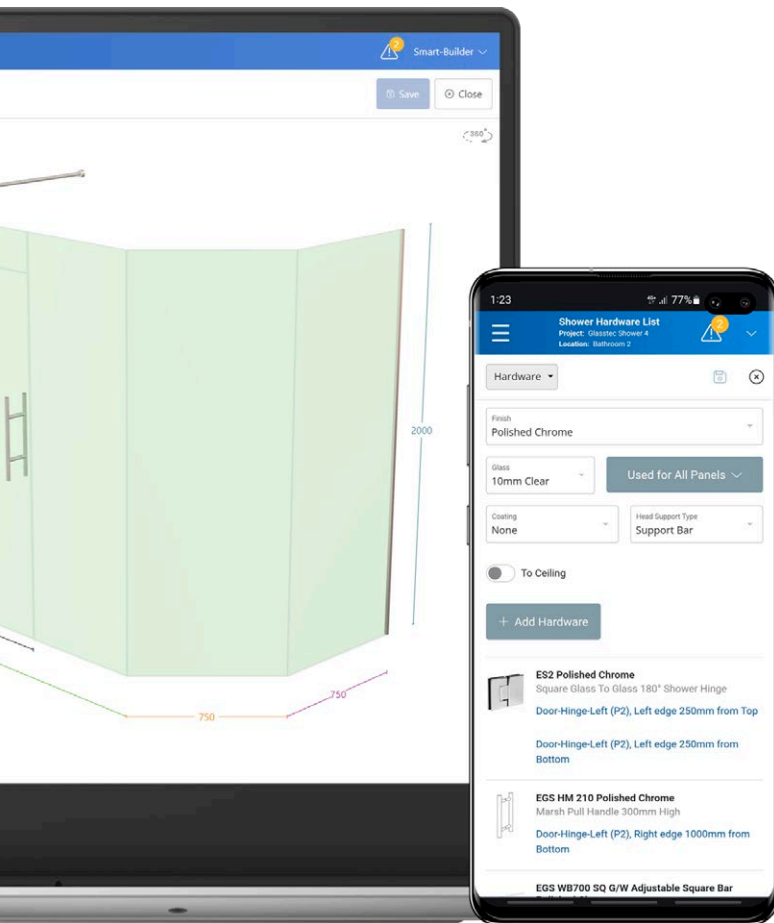 2
Smart-Builder
Save
Close
360°
2000
750
750
1:23
77%
Shower Hardware List
Project: Glasstec Shower 4
Location: Bathroom 2
2
Hardware
Finish
Polished Chrome
Glass
10mm Clear
Used for All Panels
Coating
None
Head Support Type
Support Bar
To Ceiling
+ Add Hardware
ES2 Polished Chrome
Square Glass To Glass 180° Shower Hinge
Door-Hinge-Left (P2), Left edge 250mm from Top
Door-Hinge-Left (P2), Left edge 250mm from
Bottom
EGS HM 210 Polished Chrome
Marsh Pull Handle 300mm High
Door-Hinge-Left (P2), Right edge 1000mm from
Bottom
EGS WB700 SQ G/W Adjustable Square Bar